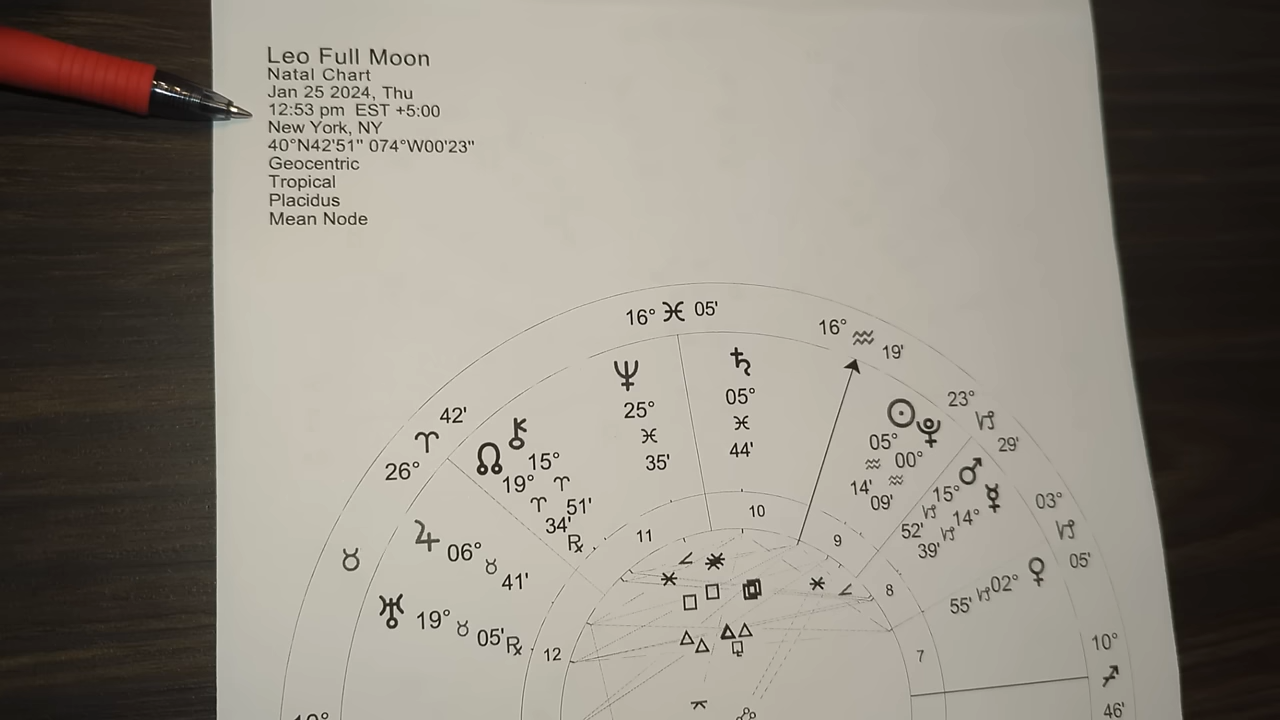 Leo Full Moon
Natal Chart
Jan 25 2024, Thu
12:53 pm EST +5:00
New York, NY
40°N42'51" 074°W00'23"
Geocentric
Tropical
Placidus
Mean Node
16° ♓ 05'
16° ♒ 19'
23° ♑ 29'
03° ♑ 05'
10° ♐ 46'
26° ♈ 42'
♉
♆ 25° ♓ 35'
♄ 05° ♓ 44'
☉ 05° ♒ 14'
♇ 00° ♒ 09'
♂ 15° ♑ 52'
☿ 14° ♑ 39'
♀ 02° ♑ 55'
⚷ 15° ♈ 51'
☊ 19° ♈ 34' ℞
♃ 06° ♉ 41'
♅ 19° ♉ 05' ℞
7
8
9
10
11
12